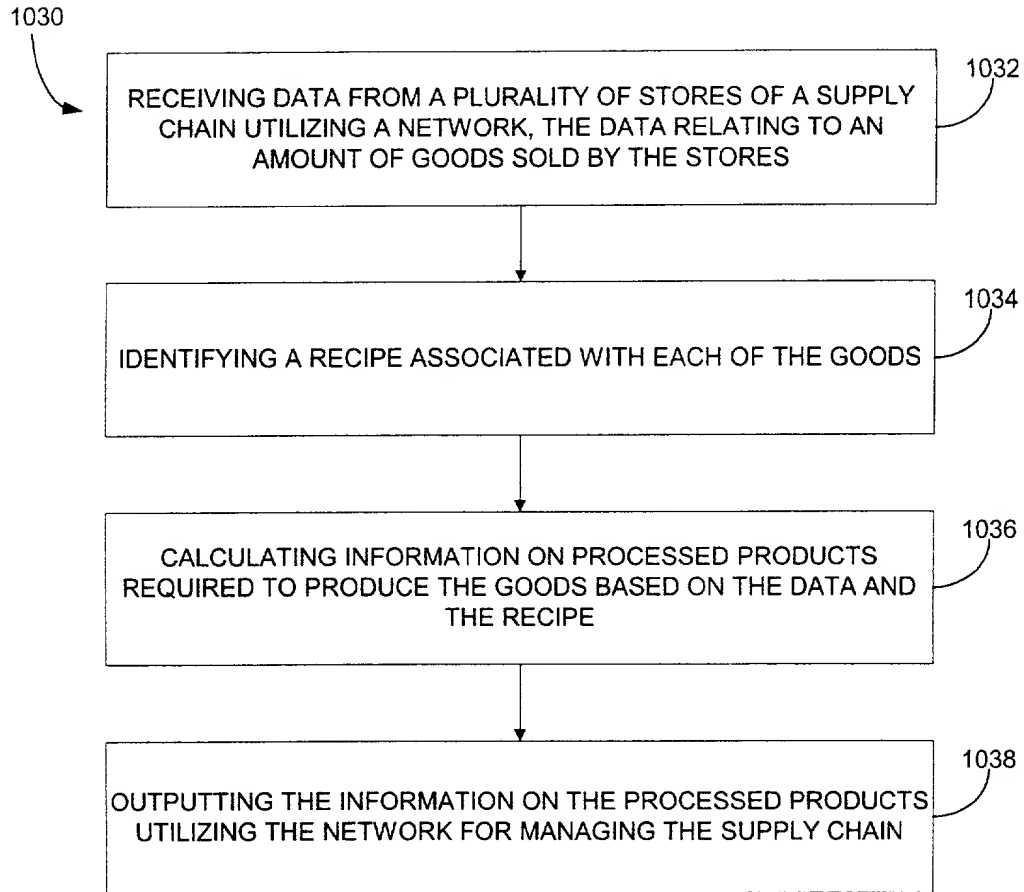 1030
1032
RECEIVING DATA FROM A PLURALITY OF STORES OF A SUPPLY
CHAIN UTILIZING A NETWORK, THE DATA RELATING TO AN
AMOUNT OF GOODS SOLD BY THE STORES
1034
IDENTIFYING A RECIPE ASSOCIATED WITH EACH OF THE GOODS
1036
CALCULATING INFORMATION ON PROCESSED PRODUCTS
REQUIRED TO PRODUCE THE GOODS BASED ON THE DATA AND
THE RECIPE
1038
OUTPUTTING THE INFORMATION ON THE PROCESSED PRODUCTS
UTILIZING THE NETWORK FOR MANAGING THE SUPPLY CHAIN